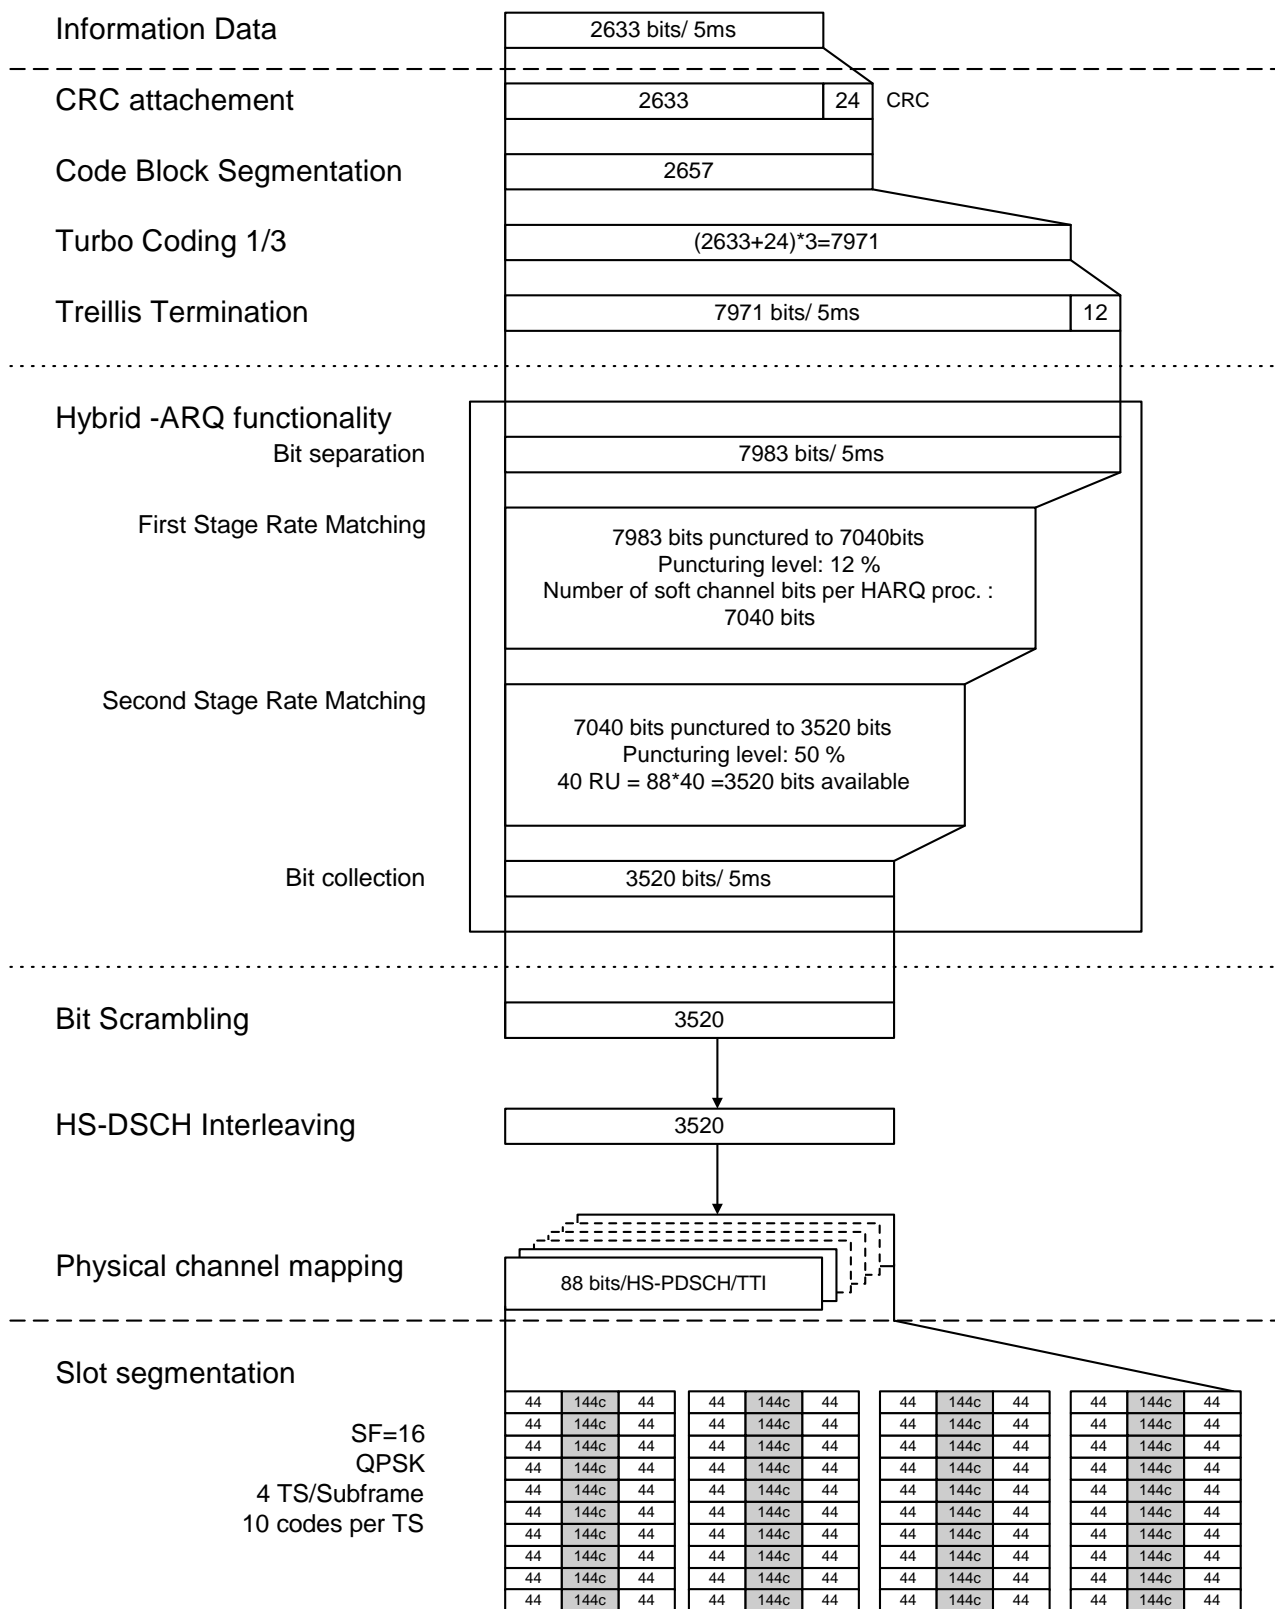 Information Data
2633 bits/ 5ms
CRC attachement
2633 24 CRC
Code Block Segmentation
2657
Turbo Coding 1/3
(2633+24)*3=7971
Treillis Termination
7971 bits/ 5ms 12
Hybrid -ARQ functionality
Bit separation
7983 bits/ 5ms
First Stage Rate Matching
7983 bits punctured to 7040bits
Puncturing level: 12 %
Number of soft channel bits per HARQ proc. :
7040 bits
Second Stage Rate Matching
7040 bits punctured to 3520 bits
Puncturing level: 50 %
40 RU = 88*40 =3520 bits available
Bit collection
3520 bits/ 5ms
Bit Scrambling
3520
HS-DSCH Interleaving
3520
Physical channel mapping
88 bits/HS-PDSCH/TTI
Slot segmentation
SF=16
QPSK
4 TS/Subframe
10 codes per TS
44 144c 44 44 144c 44 44 144c 44 44 144c 44
44 144c 44 44 144c 44 44 144c 44 44 144c 44
44 144c 44 44 144c 44 44 144c 44 44 144c 44
44 144c 44 44 144c 44 44 144c 44 44 144c 44
44 144c 44 44 144c 44 44 144c 44 44 144c 44
44 144c 44 44 144c 44 44 144c 44 44 144c 44
44 144c 44 44 144c 44 44 144c 44 44 144c 44
44 144c 44 44 144c 44 44 144c 44 44 144c 44
44 144c 44 44 144c 44 44 144c 44 44 144c 44
44 144c 44 44 144c 44 44 144c 44 44 144c 44